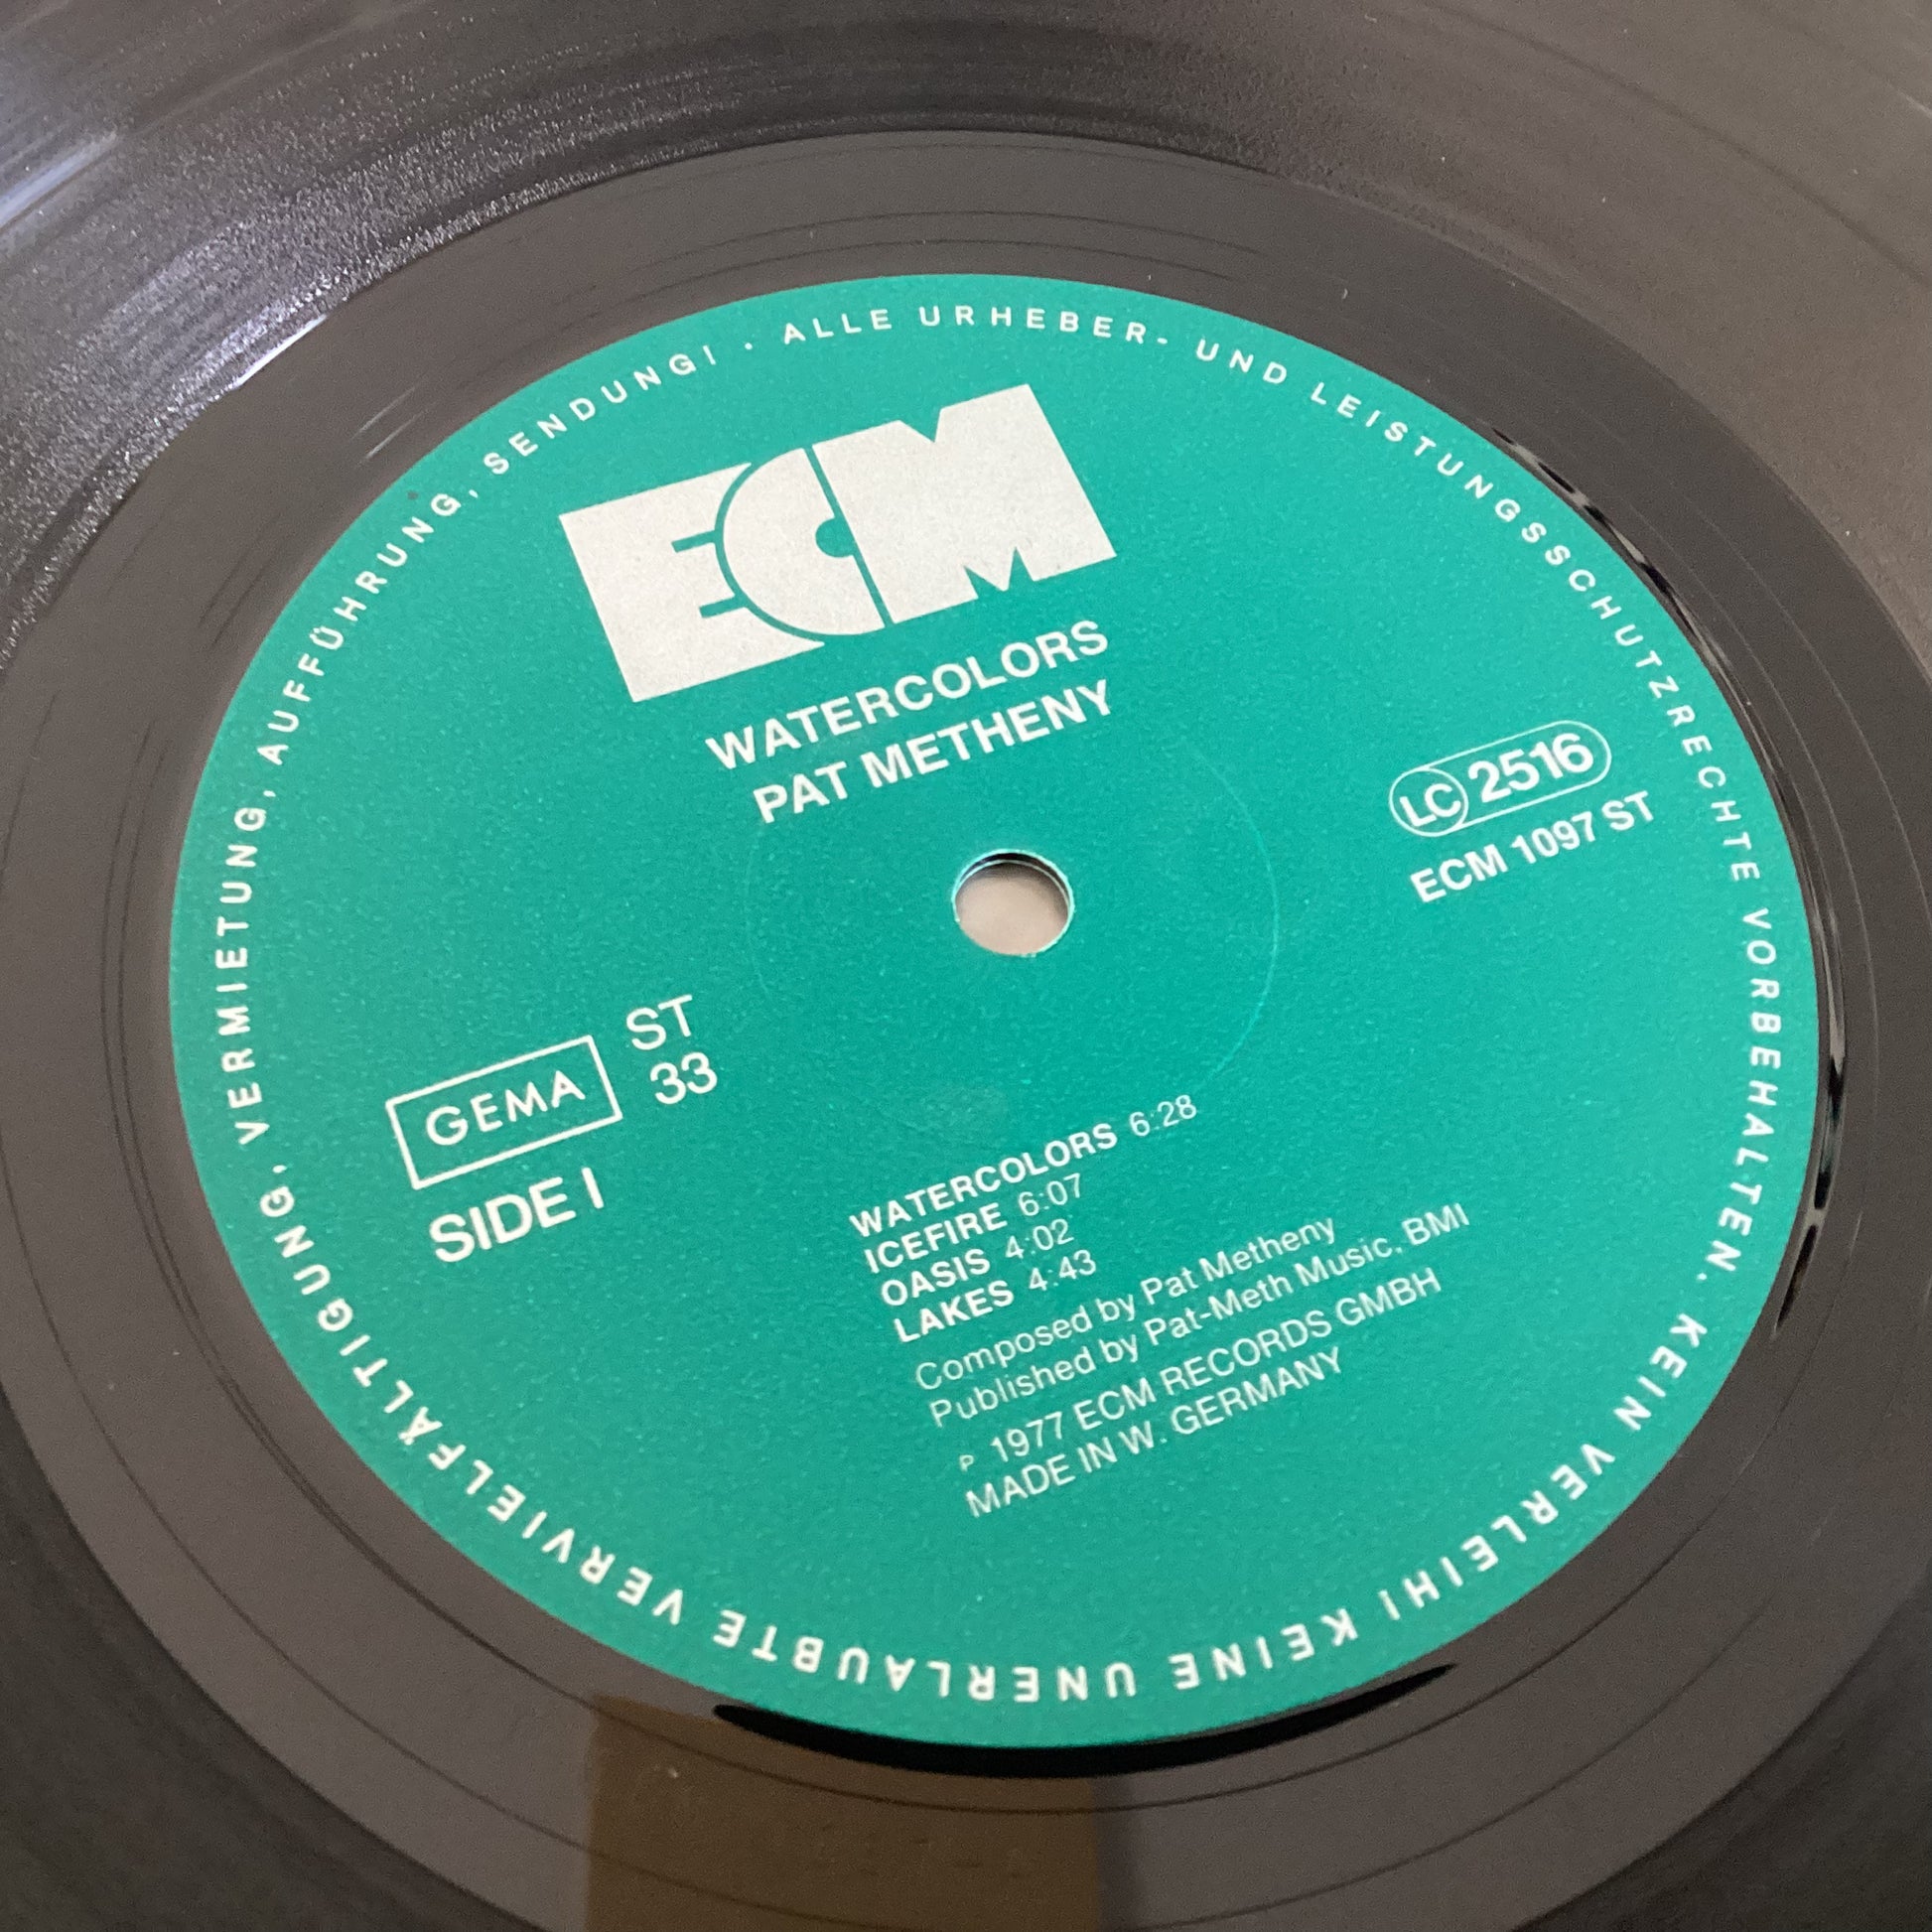 ALLE URHEBER- UND LEISTUNGSSCHUTZRECHTE VORBEHALTEN. KEIN VERLEIH! KEINE UNERLAUBTE VERVIELFÄLTIGUNG, VERMIETUNG, AUFFÜHRUNG, SENDUNG! ·
ECM
WATERCOLORS
PAT METHENY
LC 2516
ECM 1097 ST
GEMA
ST
33
SIDE I
WATERCOLORS 6:28
ICEFIRE 6:07
OASIS 4:02
LAKES 4:43
Composed by Pat Metheny
Published by Pat-Meth Music, BMI
℗ 1977 ECM RECORDS GMBH
MADE IN W. GERMANY